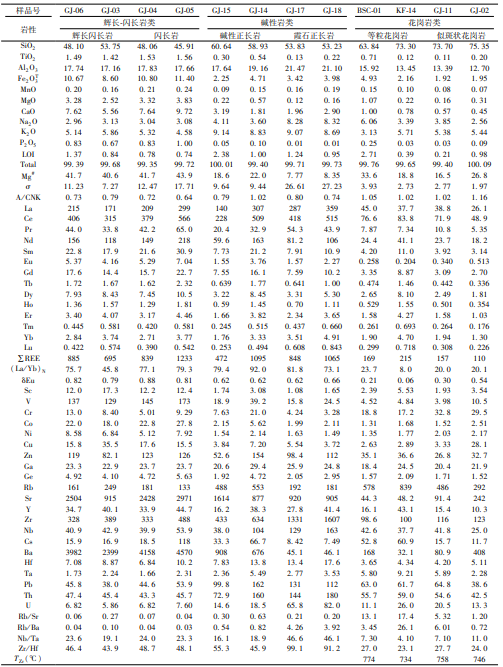 样品号 GJ-06 GJ-03 GJ-04 GJ-05 GJ-15 GJ-14 GJ-17 GJ-18 BSC-01 KF-14 GJ-11 GJ-02
岩性 辉长-闪长岩类 碱性岩类 花岗岩类
辉长闪长岩 闪长岩 碱性正长岩 霞石正长岩 等粒花岗岩 似斑状花岗岩
SiO2 48.10 53.75 48.06 45.91 60.64 58.93 53.83 53.23 63.84 73.30 73.70 75.35
TiO2 1.49 1.42 1.53 1.56 0.30 0.54 0.13 0.22 0.71 0.12 0.11 0.20
Al2O3 17.74 17.16 17.83 17.66 17.64 19.16 21.47 21.10 15.92 13.45 13.39 12.70
Fe2O3T 10.67 8.60 10.80 11.40 2.25 4.71 3.42 3.98 4.93 2.16 1.92 1.95
MnO 0.20 0.16 0.21 0.24 0.09 0.15 0.16 0.19 0.15 0.10 0.08 0.07
MgO 3.28 2.52 3.32 3.83 0.22 0.57 0.12 0.16 1.07 0.22 0.16 0.31
CaO 7.62 5.56 7.64 9.72 3.19 1.81 1.96 2.90 1.00 0.78 0.57 0.45
Na2O 2.96 3.13 3.04 3.08 4.11 3.60 8.28 8.32 6.06 3.39 3.85 2.56
K2O 5.14 5.86 5.32 4.58 9.14 8.83 9.07 8.69 3.13 5.71 5.38 5.44
P2O5 0.83 0.67 0.83 1.00 0.05 0.10 0.05 0.05 0.25 0.03 0.03 0.09
LOI 1.37 0.84 0.78 0.74 2.38 1.00 1.24 0.95 2.71 0.39 0.21 0.98
Total 99.39 99.68 99.35 99.72 100.01 99.40 99.71 99.73 99.76 99.65 99.40 100.09
Mg# 41.7 40.6 41.7 43.9 18.6 22.0 7.77 8.35 33.6 18.8 16.5 26.8
σ 11.23 7.27 12.47 17.71 9.64 9.44 26.61 27.23 3.93 2.73 2.77 1.97
A/CNK 0.73 0.79 0.72 0.64 0.79 1.02 0.80 0.74 1.05 1.02 1.02 1.16
La 215 171 209 299 140 307 287 359 45.0 37.7 38.8 26.1
Ce 406 315 379 566 228 509 418 515 76.6 83.8 71.9 48.9
Pr 44.0 33.8 42.2 65.0 20.4 32.9 54.3 43.9 7.87 7.34 10.8 5.35
Nd 156 118 149 218 59.6 163 81.2 106 24.4 41.1 23.7 18.2
Sm 22.8 17.9 21.6 30.9 7.73 21.2 7.91 10.9 4.20 11.0 3.92 3.14
Eu 5.37 4.16 5.29 7.04 1.55 3.76 1.57 2.27 0.258 0.204 0.340 0.513
Gd 17.6 14.4 15.7 22.7 7.55 16.1 7.59 10.2 3.35 8.87 3.09 2.70
Tb 1.72 1.67 1.62 2.32 0.639 1.77 0.641 1.00 0.474 1.46 0.442 0.336
Dy 7.93 8.43 7.45 10.5 3.22 8.45 3.31 5.30 2.65 8.10 2.49 1.81
Ho 1.36 1.57 1.29 1.81 0.59 1.45 0.70 1.11 0.529 1.55 0.501 0.354
Er 3.40 4.07 3.17 4.46 1.66 3.82 2.34 3.65 1.58 4.27 1.58 1.03
Tm 0.445 0.581 0.420 0.581 0.245 0.515 0.437 0.660 0.261 0.693 0.264 0.176
Yb 2.84 3.74 2.71 3.77 1.76 3.33 3.51 4.91 1.90 4.70 1.94 1.30
Lu 0.422 0.574 0.390 0.542 0.253 0.494 0.608 0.843 0.299 0.718 0.308 0.226
∑REE 885 695 839 1233 472 1095 848 1065 169 215 157 110
(La/Yb)N 75.7 45.8 77.1 79.3 79.4 92.0 81.8 73.1 23.7 8.0 20.0 20.1
δEu 0.82 0.79 0.88 0.81 0.62 0.62 0.62 0.66 0.21 0.06 0.30 0.54
Sc 12.0 17.3 12.2 12.4 1.74 3.08 1.08 1.65 2.39 5.53 1.93 3.54
V 137 129 145 173 18.9 39.2 15.8 24.5 4.52 4.84 3.98 10.5
Cr 13.0 8.40 5.01 9.29 7.63 21.0 4.24 3.28 18.8 17.2 32.8 29.5
Co 22.0 18.0 22.8 27.8 2.15 5.62 1.99 2.11 1.31 1.68 1.52 2.51
Ni 8.58 6.84 5.12 7.92 1.54 2.14 1.63 1.49 1.35 1.77 2.03 2.17
Cu 15.8 35.5 17.6 15.5 3.84 7.20 5.54 3.72 2.63 2.89 3.33 28.1
Zn 119 82.1 123 126 52.6 154 98.4 112 35.1 36.6 26.8 32.7
Ga 23.3 22.9 23.7 23.7 20.6 29.4 25.9 24.8 18.4 24.5 20.4 21.9
Ge 4.92 4.10 4.72 5.63 1.92 4.72 2.05 2.95 1.57 2.09 1.71 1.52
Rb 161 249 181 133 488 553 192 181 578 839 486 292
Sr 2504 915 2428 2971 1614 877 920 905 44.3 48.2 91.4 242
Y 34.7 40.1 33.9 44.7 16.2 38.3 27.8 41.4 16.1 43.1 15.4 10.3
Zr 328 389 333 488 433 634 1331 1607 98.6 100 116 123
Nb 40.9 42.9 39.9 53.9 38.0 104 129 163 42.6 37.7 41.8 25.0
Cs 15.9 16.9 18.5 118 33.3 66.7 8.42 7.49 52.8 60.9 15.7 11.7
Ba 3982 2399 4158 4570 908 676 45.1 46.1 168 32.1 80.9 408
Hf 7.08 8.87 6.84 10.2 7.83 13.8 13.4 17.6 3.65 4.34 4.20 5.11
Ta 1.73 2.24 1.66 2.31 2.36 5.49 2.77 3.53 5.80 9.21 5.89 2.28
Pb 45.8 38.0 44.6 53.9 99.8 162 131 112 63.0 61.7 64.8 38.6
Th 47.4 45.4 43.3 45.7 72.9 160 144 180 55.7 59.0 54.6 42.5
U 6.82 5.86 6.82 7.60 14.6 18.5 65.8 82.0 11.1 26.0 20.5 13.3
Rb/Sr 0.06 0.27 0.07 0.04 0.30 0.63 0.21 0.20 13.1 17.4 5.32 1.20
Rb/Ba 0.04 0.10 0.04 0.03 0.54 0.82 4.26 3.92 3.45 26.1 6.01 0.72
Nb/Ta 23.6 19.1 24.0 23.3 16.1 18.9 46.6 46.1 7.30 4.10 7.10 11.0
Zr/Hf 46.4 43.9 48.7 48.1 55.3 45.9 99.1 91.2 27.0 23.1 27.7 24.0
TZr(℃) 774 734 758 746